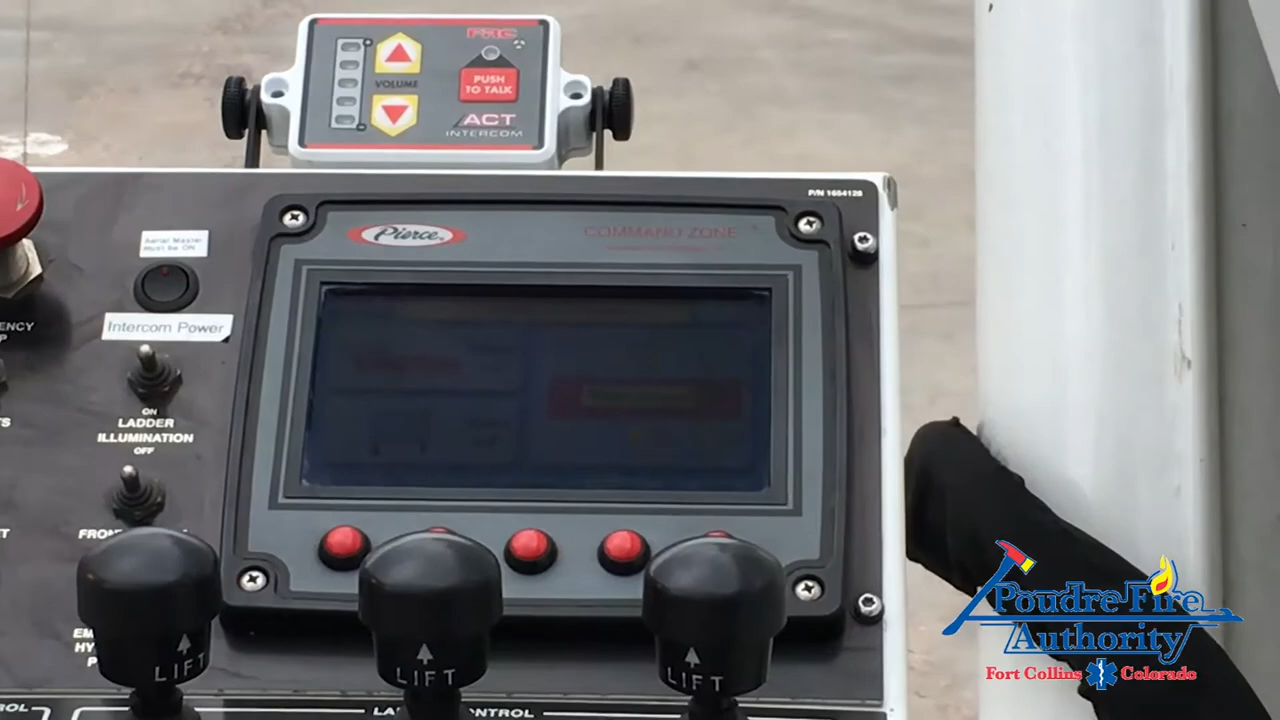 FRC
VOLUME
PUSH
TO TALK
ACT
INTERCOM
P/N 1654128
Aerial Master
must be ON
Pierce
COMMAND ZONE
Intercom Power
ON
LADDER
ILLUMINATION
OFF
LIFT
LIFT
LIFT
Poudre Fire
Authority
Fort Collins Colorado